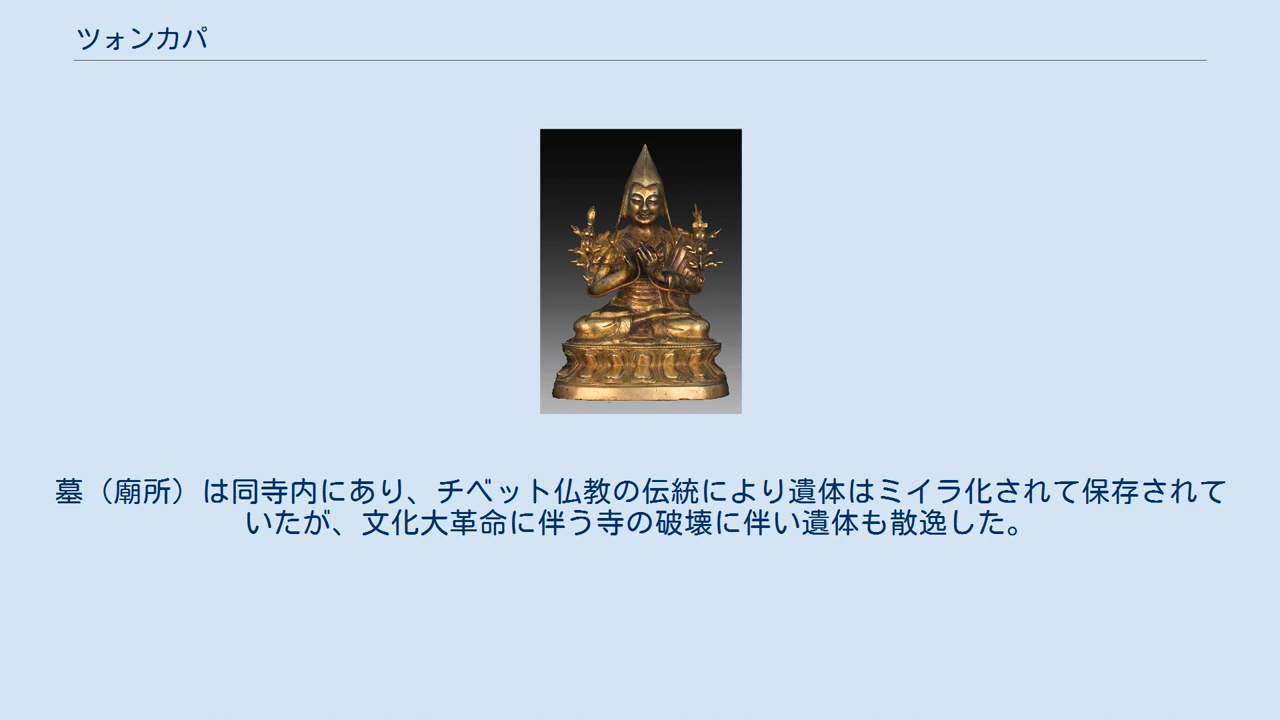 ツォンカパ
墓（廟所）は同寺内にあり、チベット仏教の伝統により遺体はミイラ化されて保存されて
いたが、文化大革命に伴う寺の破壊に伴い遺体も散逸した。